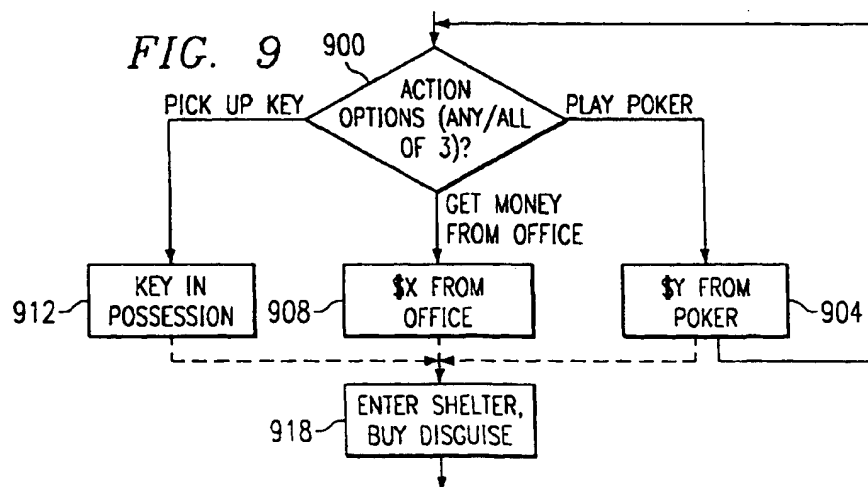 FIG. 9
900
ACTION
OPTIONS (ANY/ALL
OF 3)?
PICK UP KEY
PLAY POKER
GET MONEY
FROM OFFICE
912
KEY IN
POSSESSION
908
$X FROM
OFFICE
$Y FROM
POKER
904
918
ENTER SHELTER,
BUY DISGUISE